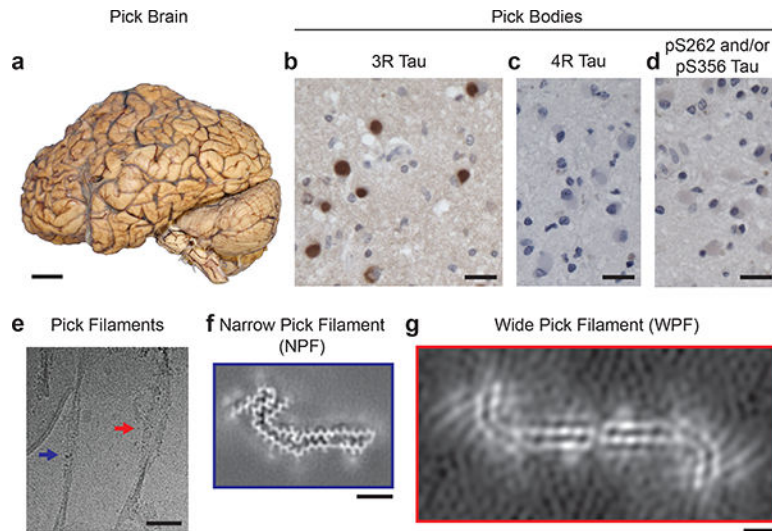 Pick Brain
Pick Bodies
a
b
3R Tau
c
4R Tau
d
pS262 and/or
pS356 Tau
e
Pick Filaments
f
Narrow Pick Filament
(NPF)
g
Wide Pick Filament (WPF)